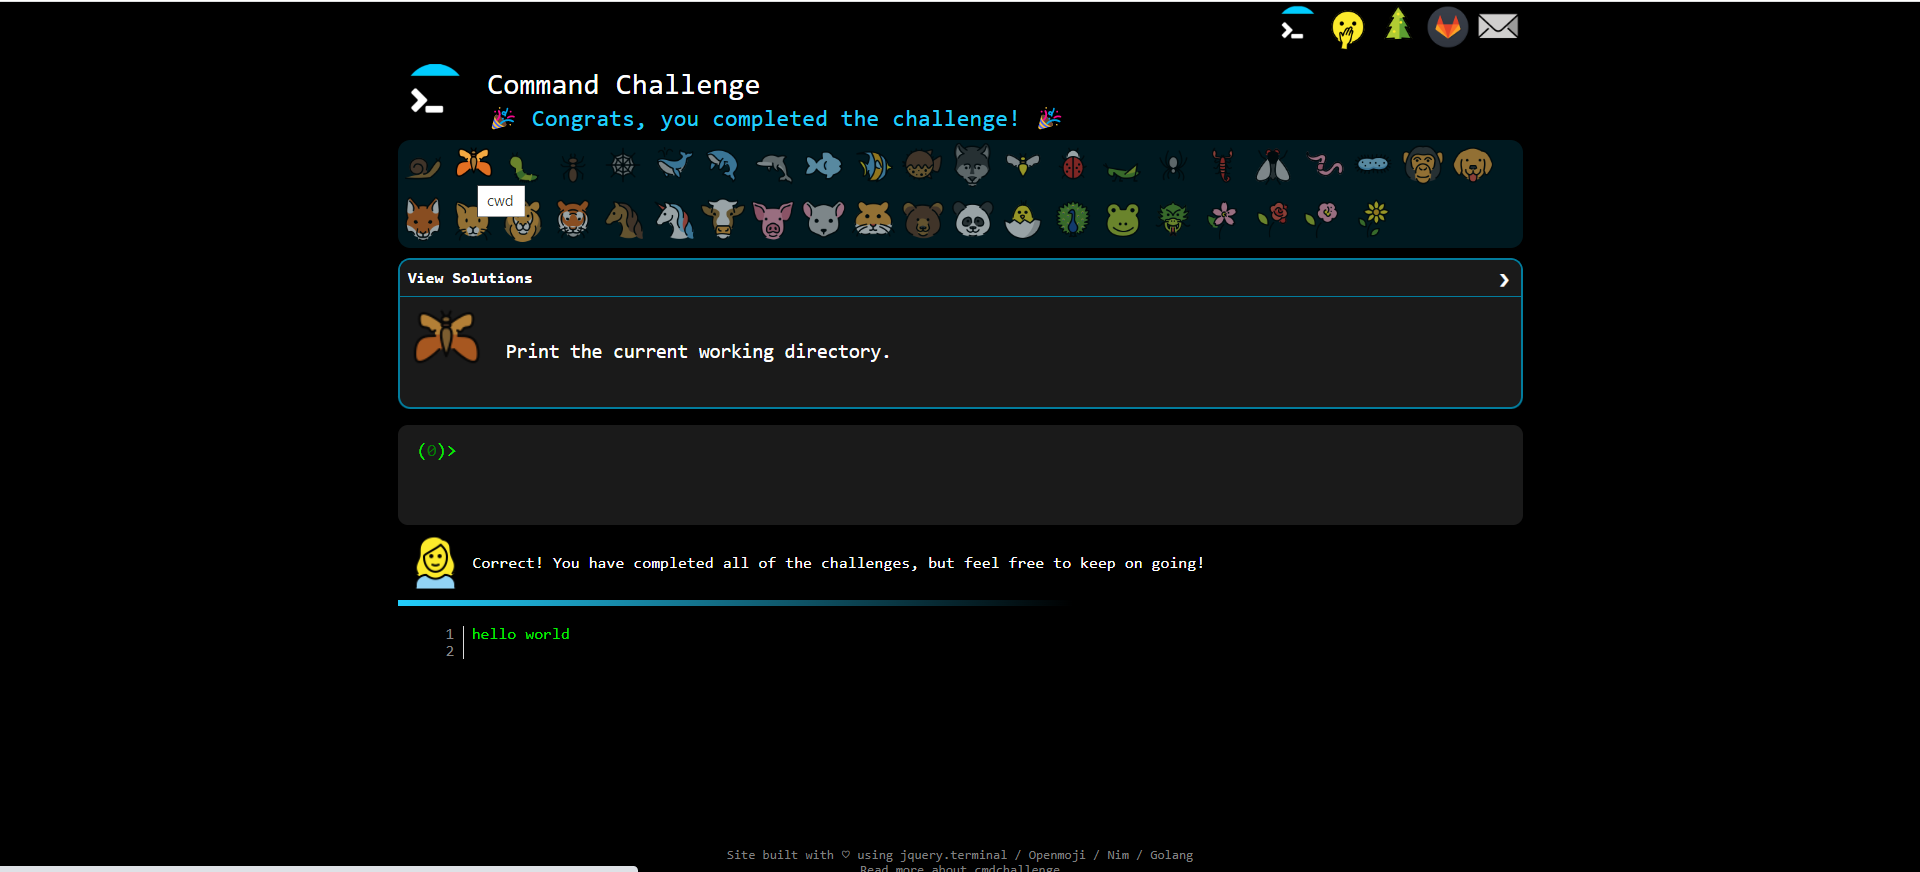 Command Challenge
Congrats, you completed the challenge!
cwd
View Solutions
Print the current working directory.
(0)>
Correct! You have completed all of the challenges, but feel free to keep on going!
1 hello world
2
Site built with ♡ using jquery.terminal / Openmoji / Nim / Golang
Read more about cmdchallenge